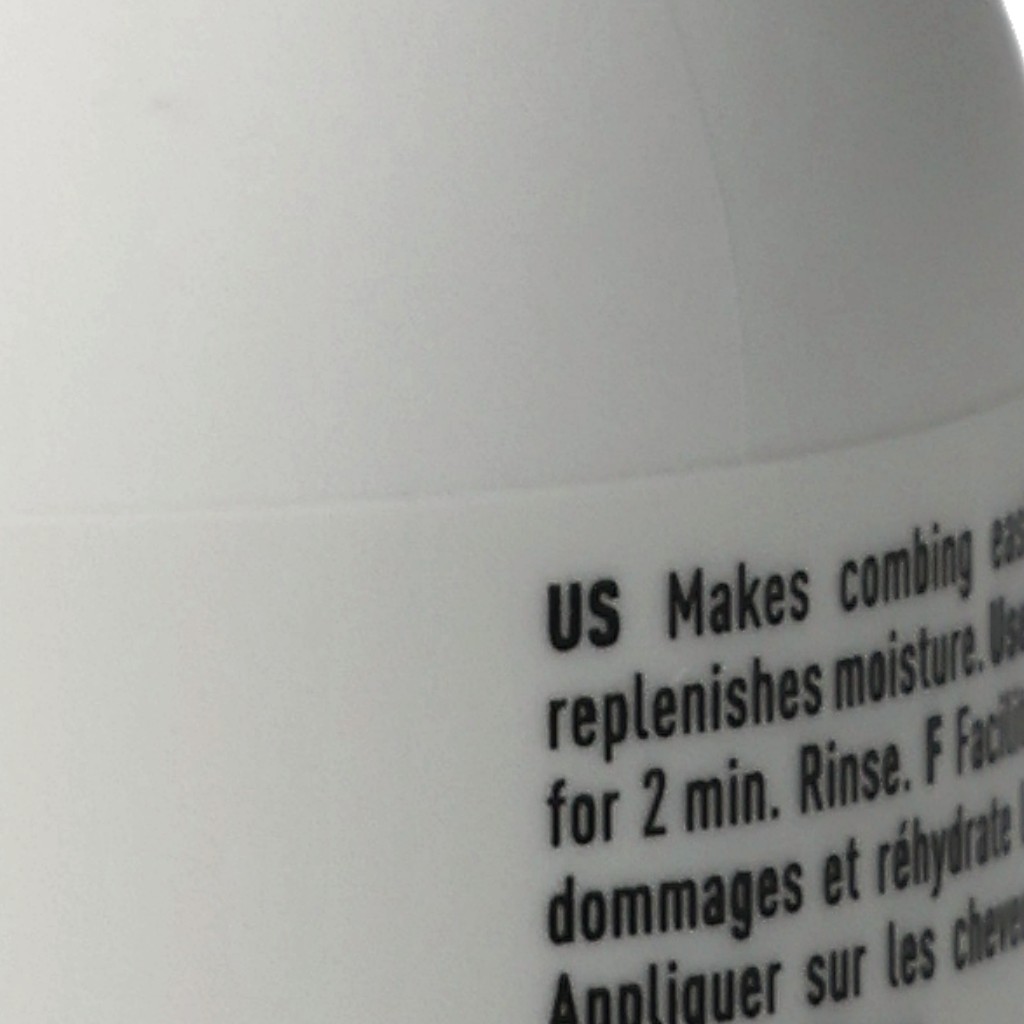 US Makes combing
replenishes moisture.
for 2 min. Rinse. F
dommages et réhydrate
Appliquer sur les